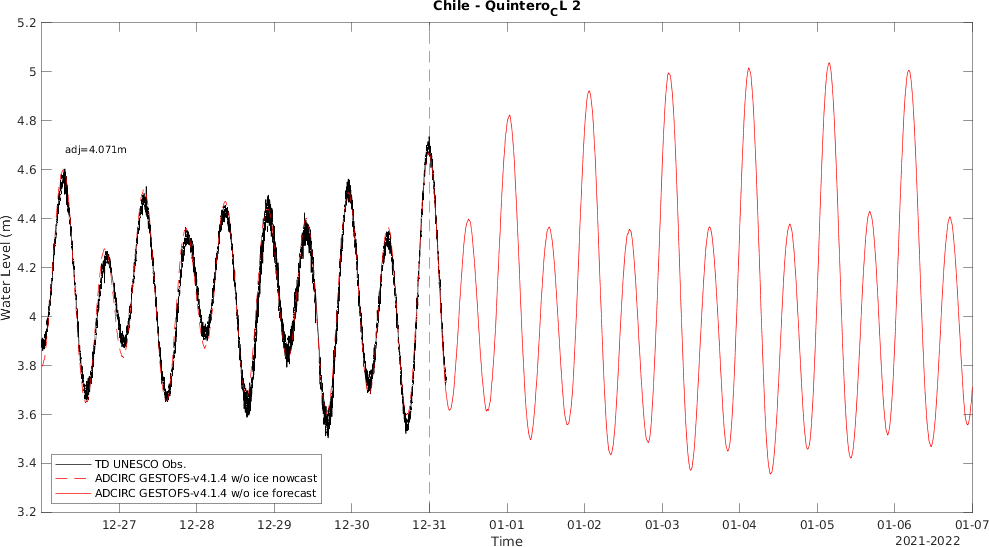 Chile - Quintero_CL 2
5.2
5
4.8
4.6
4.4
4.2
4
3.8
3.6
3.4
3.2
Water Level (m)
adj=4.071m
TD UNESCO Obs.
ADCIRC GESTOFS-v4.1.4 w/o ice nowcast
ADCIRC GESTOFS-v4.1.4 w/o ice forecast
12-27 12-28 12-29 12-30 12-31 01-01 01-02 01-03 01-04 01-05 01-06 01-07
Time
2021-2022